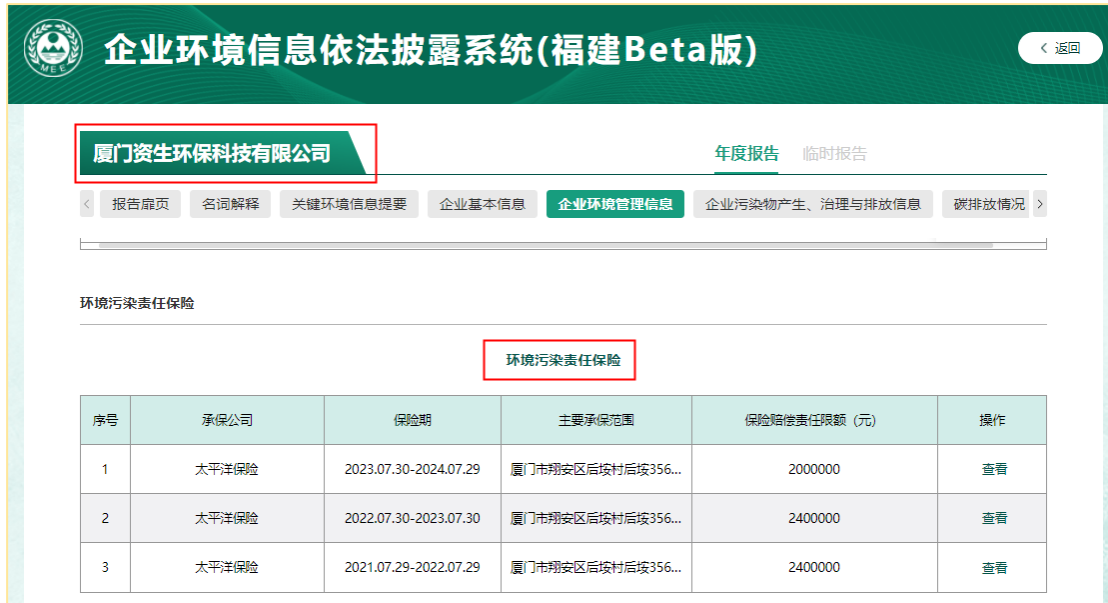 MEE
企业环境信息依法披露系统(福建Beta版)
< 返回
厦门资生环保科技有限公司
年度报告 临时报告
< 报告扉页 名词解释 关键环境信息提要 企业基本信息 企业环境管理信息 企业污染物产生、治理与排放信息 碳排放情况 >
环境污染责任保险
环境污染责任保险
序号 承保公司 保险期 主要承保范围 保险赔偿责任限额（元） 操作
1 太平洋保险 2023.07.30-2024.07.29 厦门市翔安区后垵村后垵356... 2000000 查看
2 太平洋保险 2022.07.30-2023.07.30 厦门市翔安区后垵村后垵356... 2400000 查看
3 太平洋保险 2021.07.29-2022.07.29 厦门市翔安区后垵村后垵356... 2400000 查看